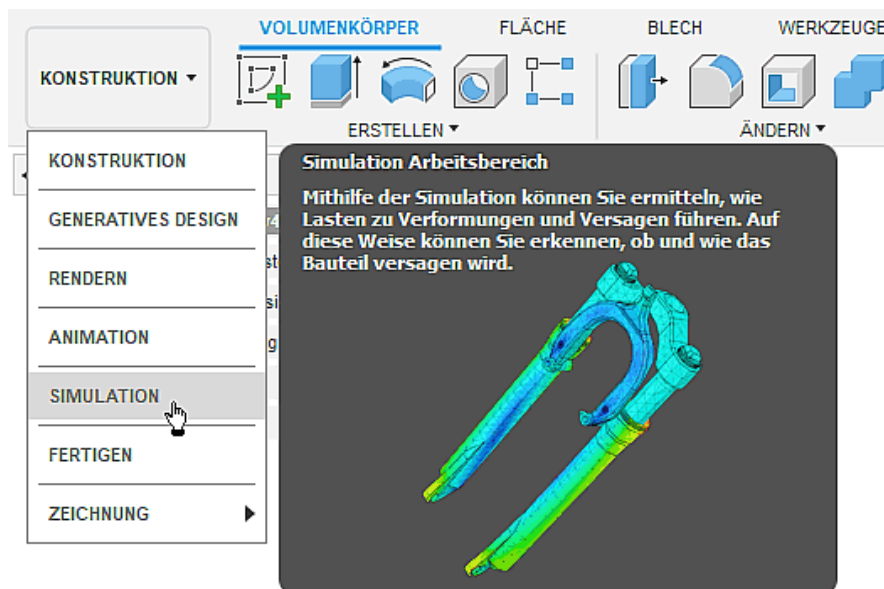 VOLUMENKÖRPER FLÄCHE BLECH WERKZEUGE
KONSTRUKTION
ERSTELLEN ÄNDERN
KONSTRUKTION
GENERATIVES DESIGN
RENDERN
ANIMATION
SIMULATION
FERTIGEN
ZEICHNUNG
Simulation Arbeitsbereich
Mithilfe der Simulation können Sie ermitteln, wie
Lasten zu Verformungen und Versagen führen. Auf
diese Weise können Sie erkennen, ob und wie das
Bauteil versagen wird.